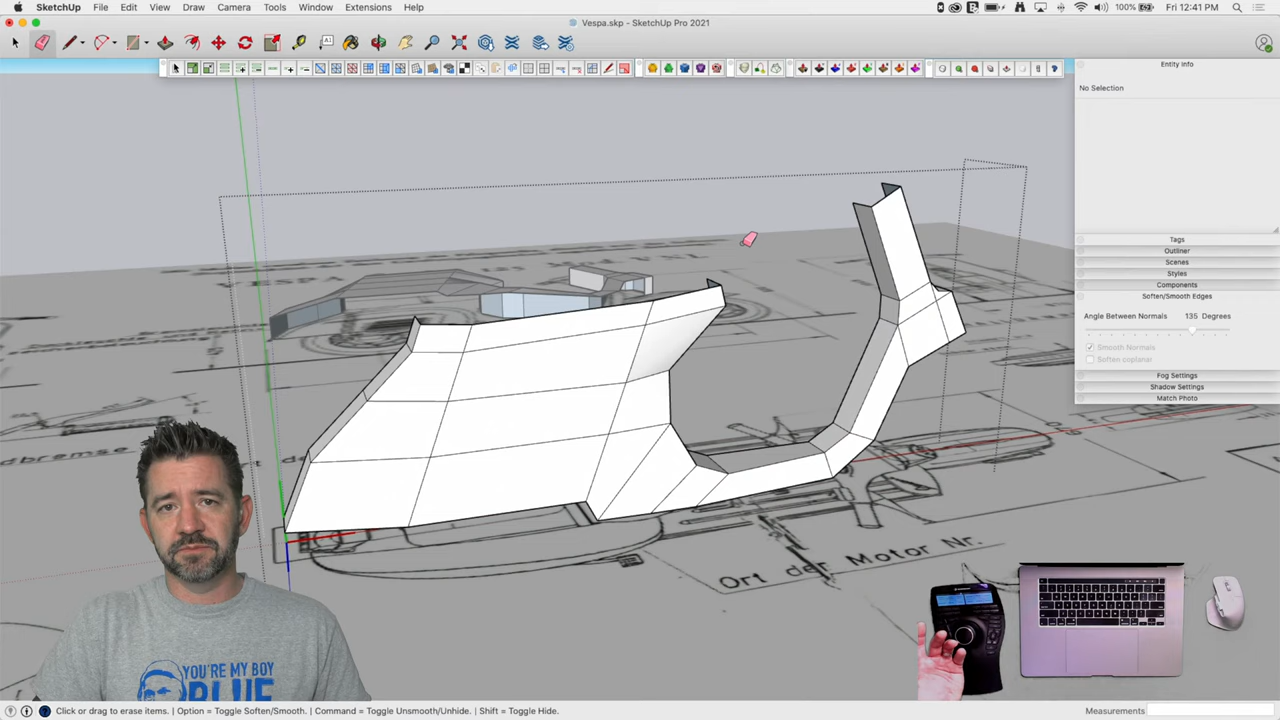 SketchUp File Edit View Draw Camera Tools Window Extensions Help
100% Fri 12:41 PM
Vespa.skp - SketchUp Pro 2021
Entity Info
No Selection
Tags
Outliner
Scenes
Styles
Components
Soften/Smooth Edges
Angle Between Normals 135 Degrees
Smooth Normals
Soften coplanar
Fog Settings
Shadow Settings
Match Photo
Ort der Motor Nr.
YOU'RE MY BOY
BLUE
Click or drag to erase items. | Option = Toggle Soften/Smooth. | Command = Toggle Unsmooth/Unhide. | Shift = Toggle Hide.
Measurements